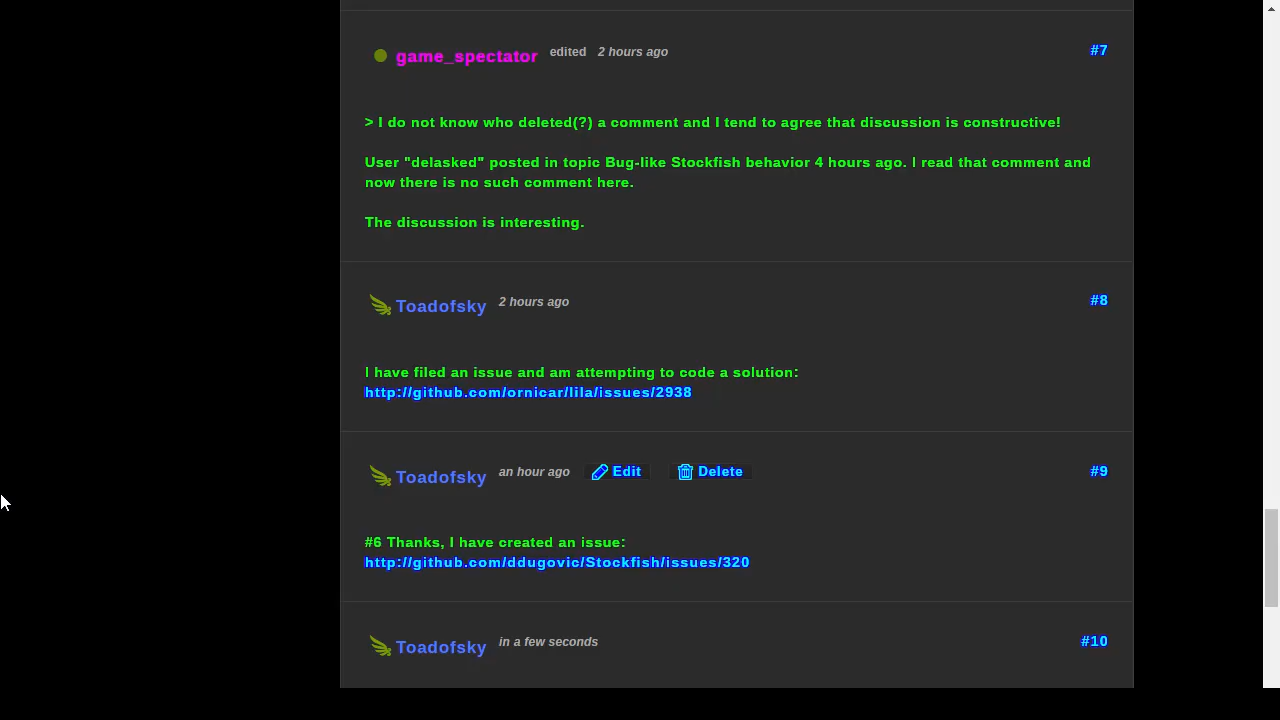 game_spectator edited 2 hours ago #7
> I do not know who deleted(?) a comment and I tend to agree that discussion is constructive!
User "delasked" posted in topic Bug-like Stockfish behavior 4 hours ago. I read that comment and
now there is no such comment here.
The discussion is interesting.
Toadofsky 2 hours ago #8
I have filed an issue and am attempting to code a solution:
http://github.com/ornicar/lila/issues/2938
Toadofsky an hour ago Edit Delete #9
#6 Thanks, I have created an issue:
http://github.com/ddugovic/Stockfish/issues/320
Toadofsky in a few seconds #10